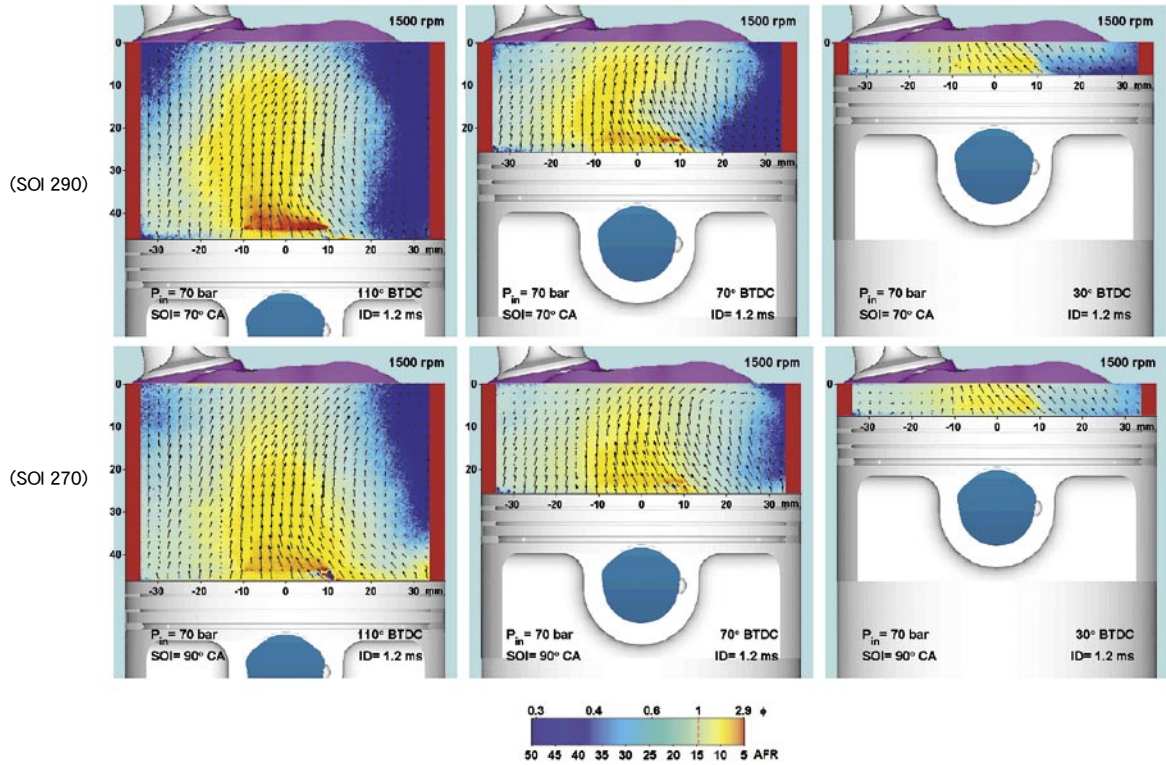 (SOI 290)
1500 rpm
0
10
20
30
40
-30 -20 -10 0 10 20 30 mm
P_in = 70 bar 110° BTDC
SOI= 70° CA ID= 1.2 ms
1500 rpm
0
10
20
-30 -20 -10 0 10 20 30 mm
P_in = 70 bar 70° BTDC
SOI= 70° CA ID= 1.2 ms
1500 rpm
0
-30 -20 -10 0 10 20 30 mm
P_in = 70 bar 30° BTDC
SOI= 70° CA ID= 1.2 ms
(SOI 270)
1500 rpm
0
10
20
30
40
-30 -20 -10 0 10 20 30 mm
P_in = 70 bar 110° BTDC
SOI= 90° CA ID= 1.2 ms
1500 rpm
0
10
20
-30 -20 -10 0 10 20 30 mm
P_in = 70 bar 70° BTDC
SOI= 90° CA ID= 1.2 ms
1500 rpm
0
-30 -20 -10 0 10 20 30 mm
P_in = 70 bar 30° BTDC
SOI= 90° CA ID= 1.2 ms
0.3 0.4 0.6 1 2.9 ϕ
50 45 40 35 30 25 20 15 10 5 AFR